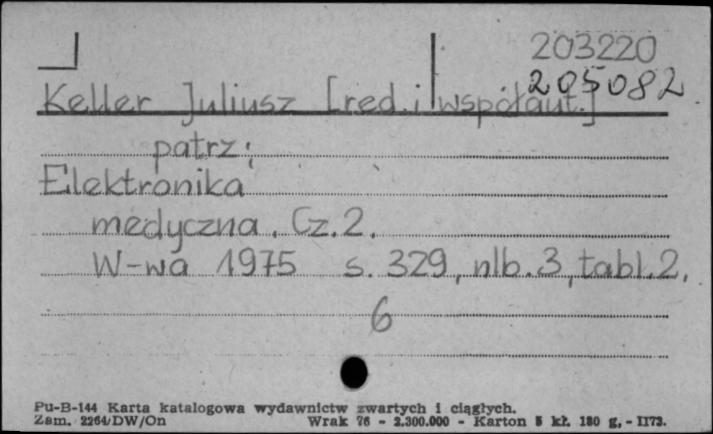 203220
205082
Keller Juliusz [red. i współaut.]
patrz:
Elektronika
medyczna. Cz.2.
W-wa 1975 s. 329, nlb. 3, tabl. 2.
6
Pu-B-144 Karta katalogowa wydawnictw zwartych i ciągłych.
Zam. 2264/DW/On Wrak 76 - 2.300.000 - Karton 5 kł. 180 g, - II73.